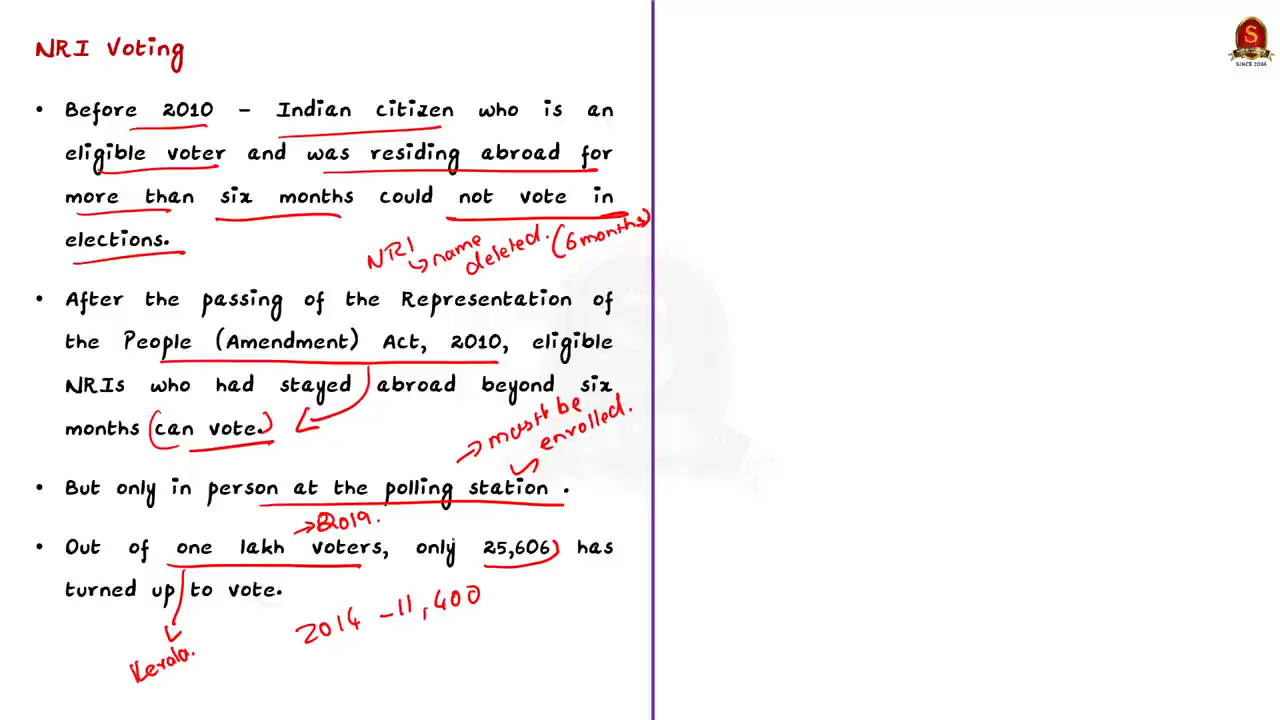 NRI Voting
S
SINCE 2004
• Before 2010 - Indian citizen who is an
eligible voter and was residing abroad for
more than six months could not vote in
elections.
NRI → name
deleted. (6 months)
• After the passing of the Representation of
the People (Amendment) Act, 2010, eligible
NRIs who had stayed abroad beyond six
months (can vote.)
→ must be
enrolled.
• But only in person at the polling station .
→ 2019.
• Out of one lakh voters, only 25,606) has
turned up to vote.
2014 - 11,400
Kerala.